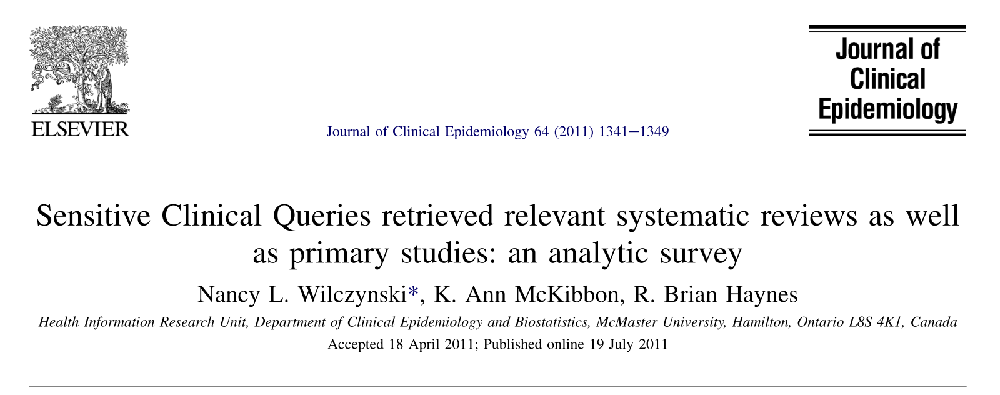 NON SOLUS
ELSEVIER
Journal of Clinical Epidemiology 64 (2011) 1341–1349
Journal of
Clinical
Epidemiology
Sensitive Clinical Queries retrieved relevant systematic reviews as well
as primary studies: an analytic survey
Nancy L. Wilczynski*, K. Ann McKibbon, R. Brian Haynes
Health Information Research Unit, Department of Clinical Epidemiology and Biostatistics, McMaster University, Hamilton, Ontario L8S 4K1, Canada
Accepted 18 April 2011; Published online 19 July 2011